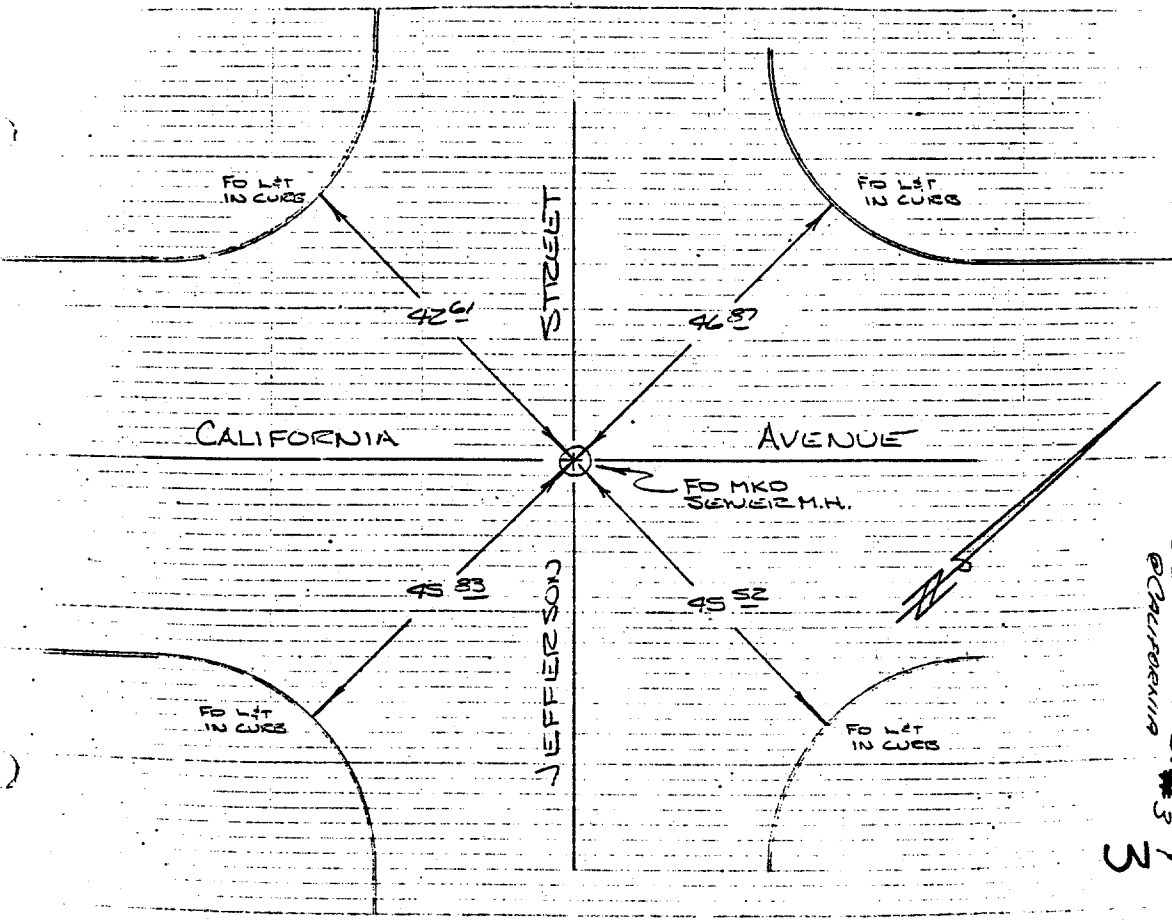 FD L&T
IN CURB
FD L&T
IN CURB
STREET
42 61
46 87
CALIFORNIA
AVENUE
FD MKD
SEWER M.H.
45 83
45 52
JEFFERSON
FD L&T
IN CURB
FD L&T
IN CURB
@ CALIFORNIA
#3
3